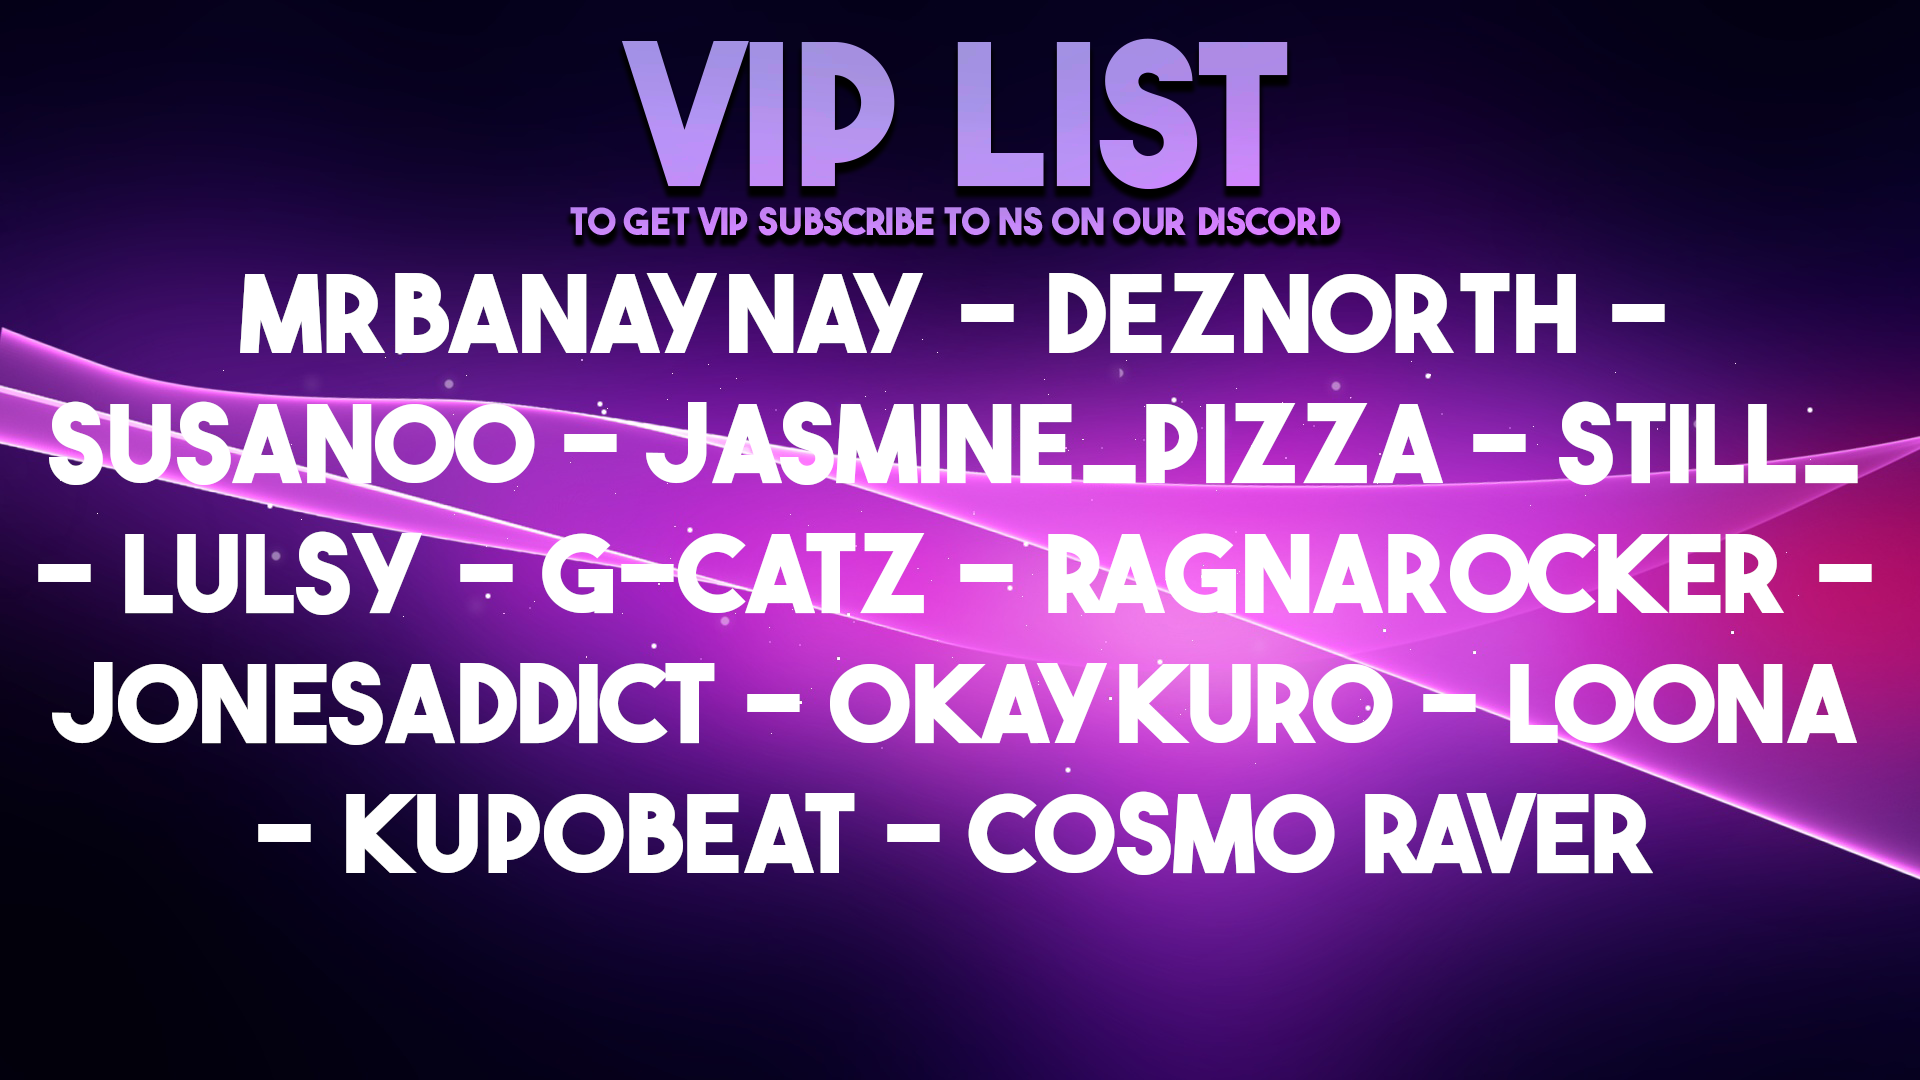 VIP LIST
TO GET VIP SUBSCRIBE TO NS ON OUR DISCORD
MRBANAYNAY - DEZNORTH -
SUSANOO - JASMINE_PIZZA - STILL_
- LULSY - G-CATZ - RAGNAROCKER -
JONESADDICT - OKAYKURO - LOONA
- KUPOBEAT - COSMO RAVER